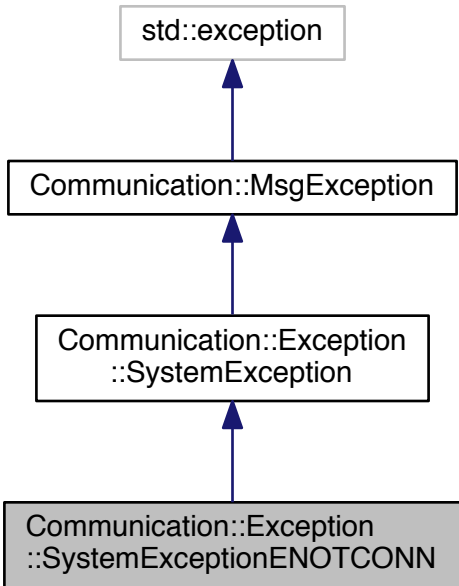 std::exception
Communication::MsgException
Communication::Exception
::SystemException
Communication::Exception
::SystemExceptionENOTCONN